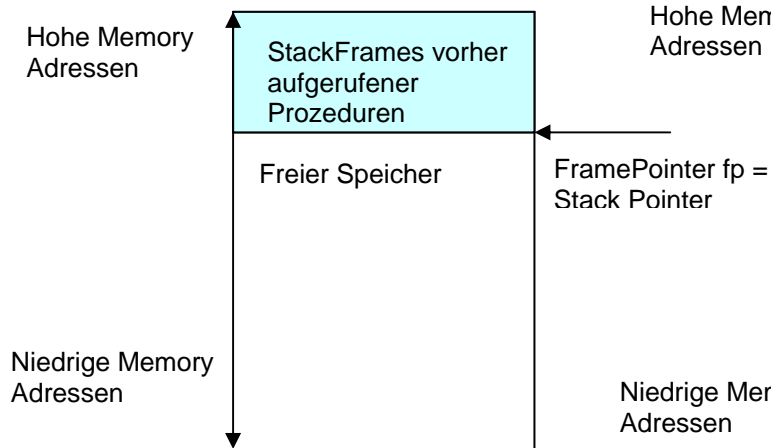 Hohe Memory
Adressen
StackFrames vorher
aufgerufener
Prozeduren
Hohe Mem
Adressen
Freier Speicher
FramePointer fp =
Stack Pointer
Niedrige Memory
Adressen
Niedrige Mem
Adressen